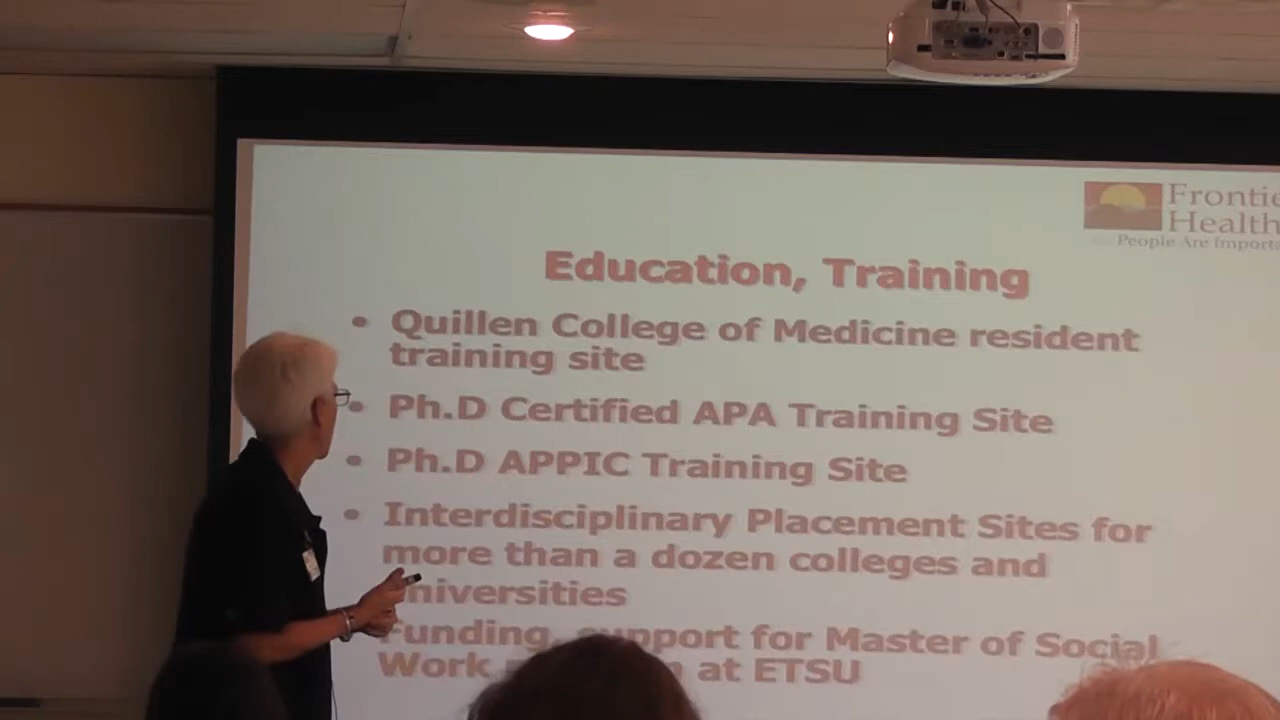 Frontie
Health
People Are Importa
Education, Training
• Quillen College of Medicine resident
training site
• Ph.D Certified APA Training Site
• Ph.D APPIC Training Site
• Interdisciplinary Placement Sites for
more than a dozen colleges and
niversities
Funding, support for Master of Social
Work at ETSU